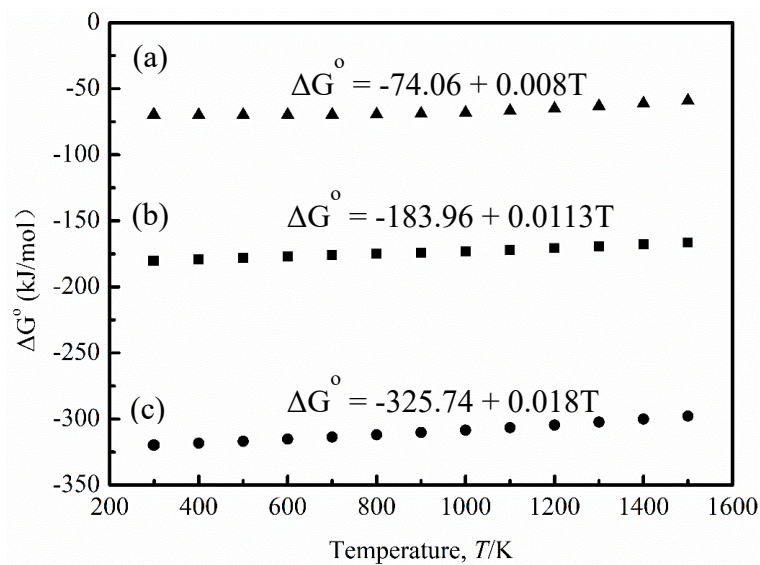 0
(a)
ΔG° = -74.06 + 0.008T
-50
-100
(b)
ΔG° = -183.96 + 0.0113T
-150
-200
-250
(c)
ΔG° = -325.74 + 0.018T
-300
-350
ΔG° (kJ/mol)
200 400 600 800 1000 1200 1400 1600
Temperature, T/K